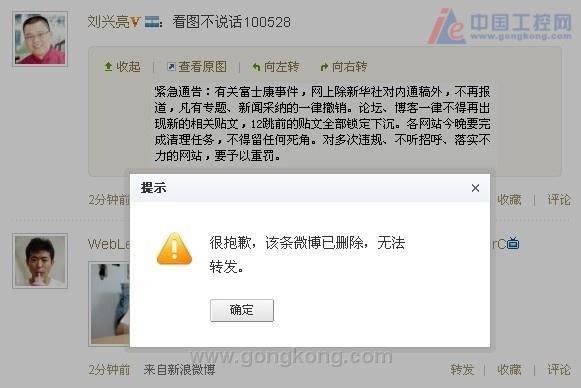 刘兴亮V：看图不说话100528
中国工控网
www.gongkong.com
收起 | 查看原图 | 向左转 向右转
紧急通告：有关富士康事件，网上除新华社对内通稿外，不再报
道，凡有专题、新闻采纳的一律撤销。论坛、博客一律不得再出
现新的相关贴文，12跳前的贴文全部锁定下沉。各网站今晚要完
成清理任务，不得留任何死角。对多次违规、不听招呼、落实不
力的网站，要予以重罚。
2分钟前 收藏 | 评论
提示
很抱歉，该条微博已删除，无法
转发。
确定
WebLe rC
2分钟前 来自新浪微博 转发 | 收藏 | 评论
www.gongkong.com